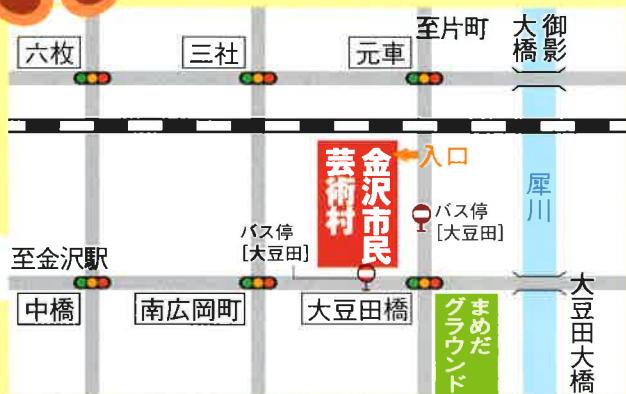 至片町
御影
大橋
六枚
三社
元車
金沢市民
芸術村
入口
犀川
バス停
[大豆田]
バス停
[大豆田]
至金沢駅
中橋
南広岡町
大豆田橋
まめだ
グラウンド
大豆田大橋